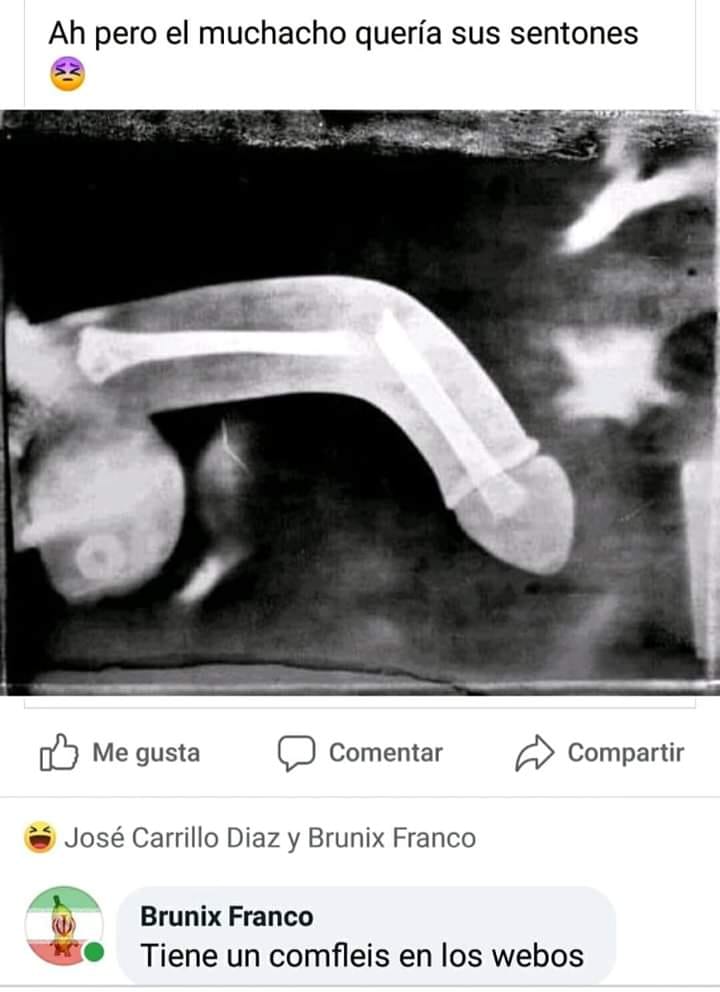 Ah pero el muchacho quería sus sentones
Me gusta
Comentar
Compartir
José Carrillo Diaz y Brunix Franco
Brunix Franco
Tiene un comfleis en los webos